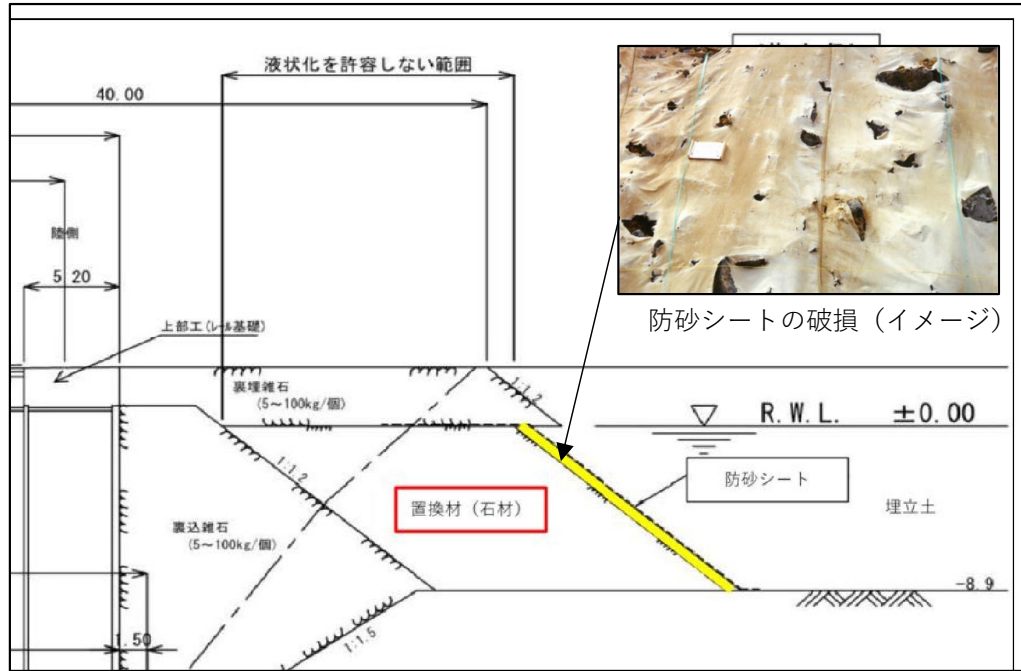 液状化を許容しない範囲
40.00
陸側
5.20
上部工(レール基礎)
防砂シートの破損（イメージ）
裏埋雑石
(5~100kg/個)
1:1.2
R.W.L. ±0.00
1:1.2
防砂シート
置換材（石材）
埋立土
裏込雑石
(5~100kg/個)
-8.9
1.50
1:1.5